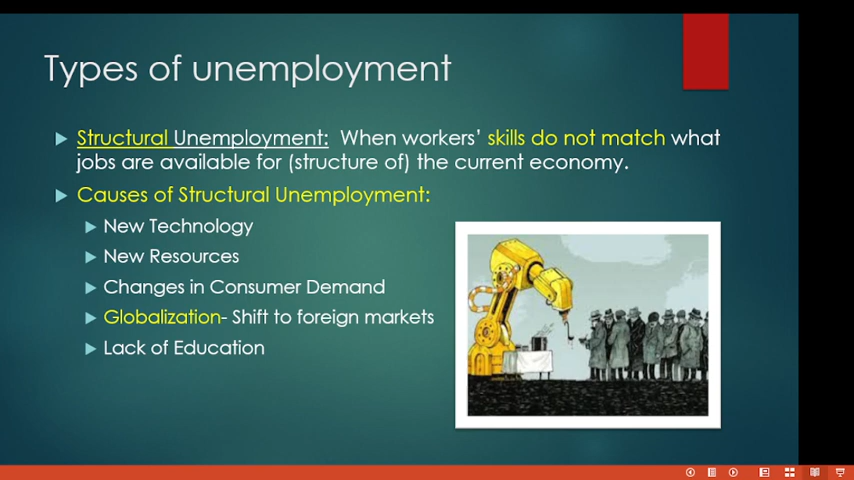 Types of unemployment
Structural Unemployment: When workers’ skills do not match what
jobs are available for (structure of) the current economy.
Causes of Structural Unemployment:
New Technology
New Resources
Changes in Consumer Demand
Globalization- Shift to foreign markets
Lack of Education